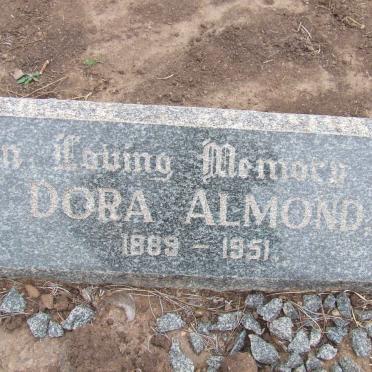 n Loving Memory
DORA ALMOND
1889 - 1951